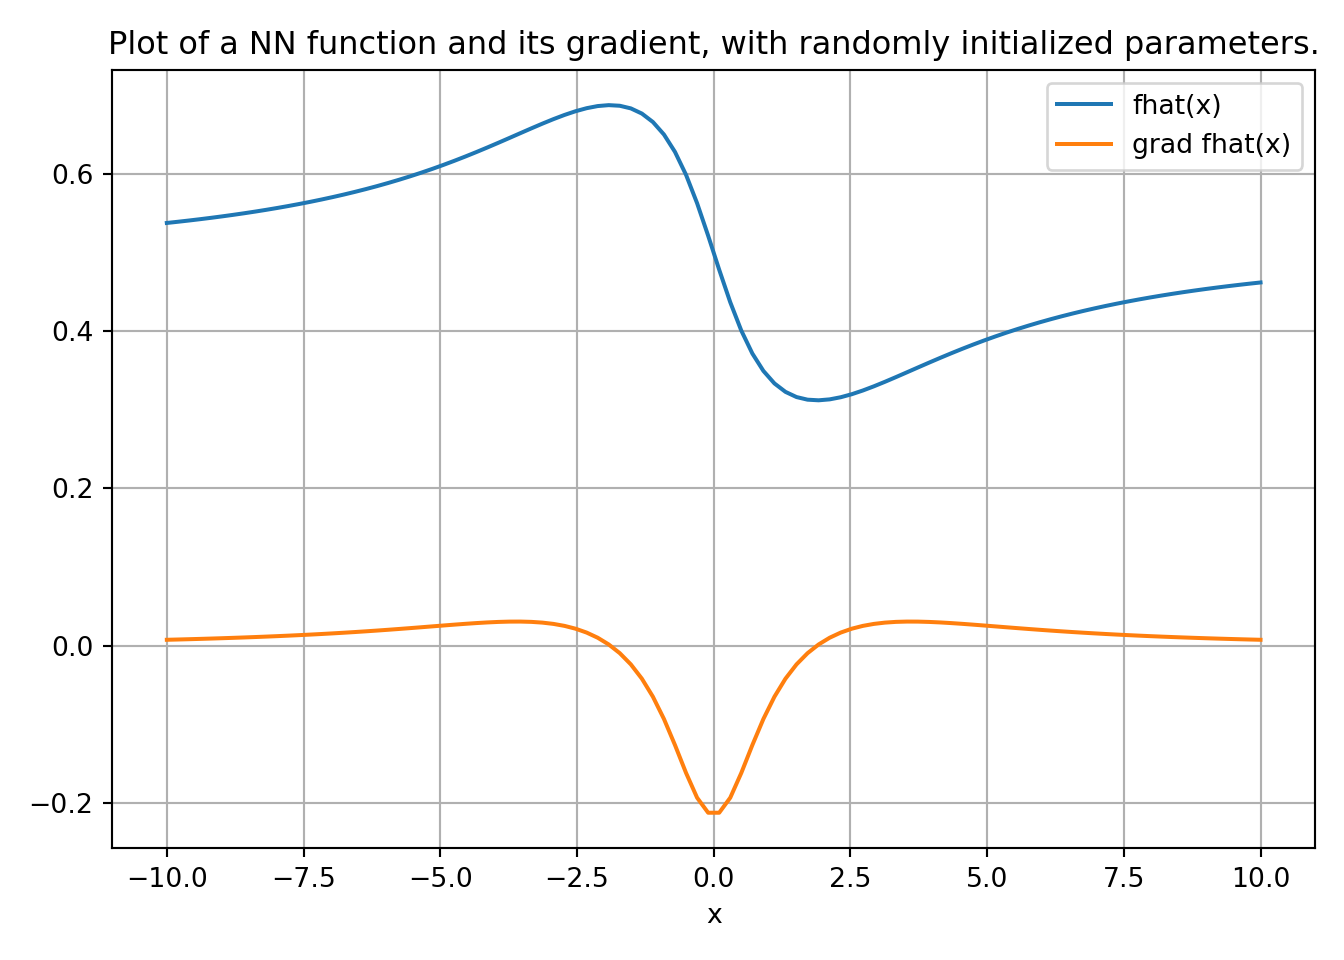 Plot of a NN function and its gradient, with randomly initialized parameters.
fhat(x)
grad fhat(x)
0.6
0.4
0.2
0.0
−0.2
−10.0 −7.5 −5.0 −2.5 0.0 2.5 5.0 7.5 10.0
x